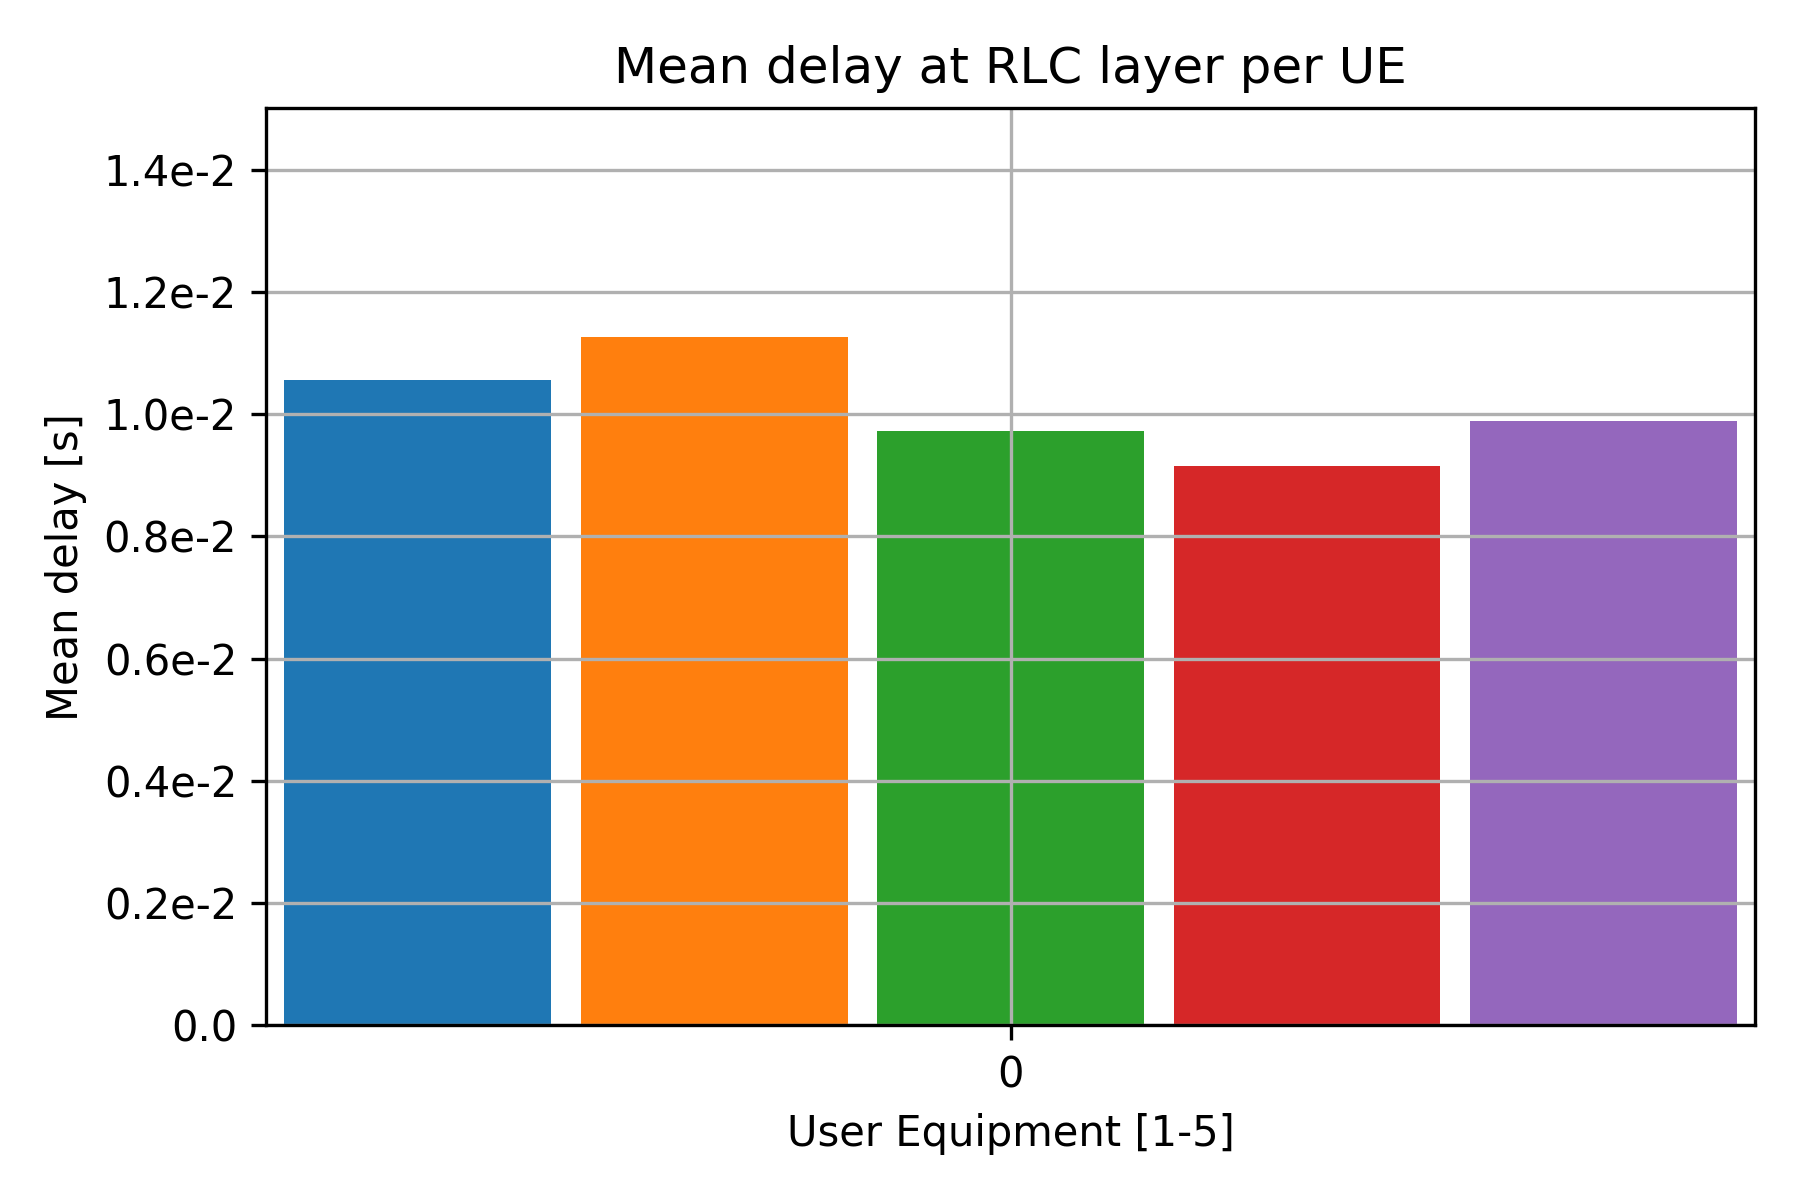 Mean delay at RLC layer per UE
Mean delay [s]
1.4e-2
1.2e-2
1.0e-2
0.8e-2
0.6e-2
0.4e-2
0.2e-2
0.0
0
User Equipment [1-5]